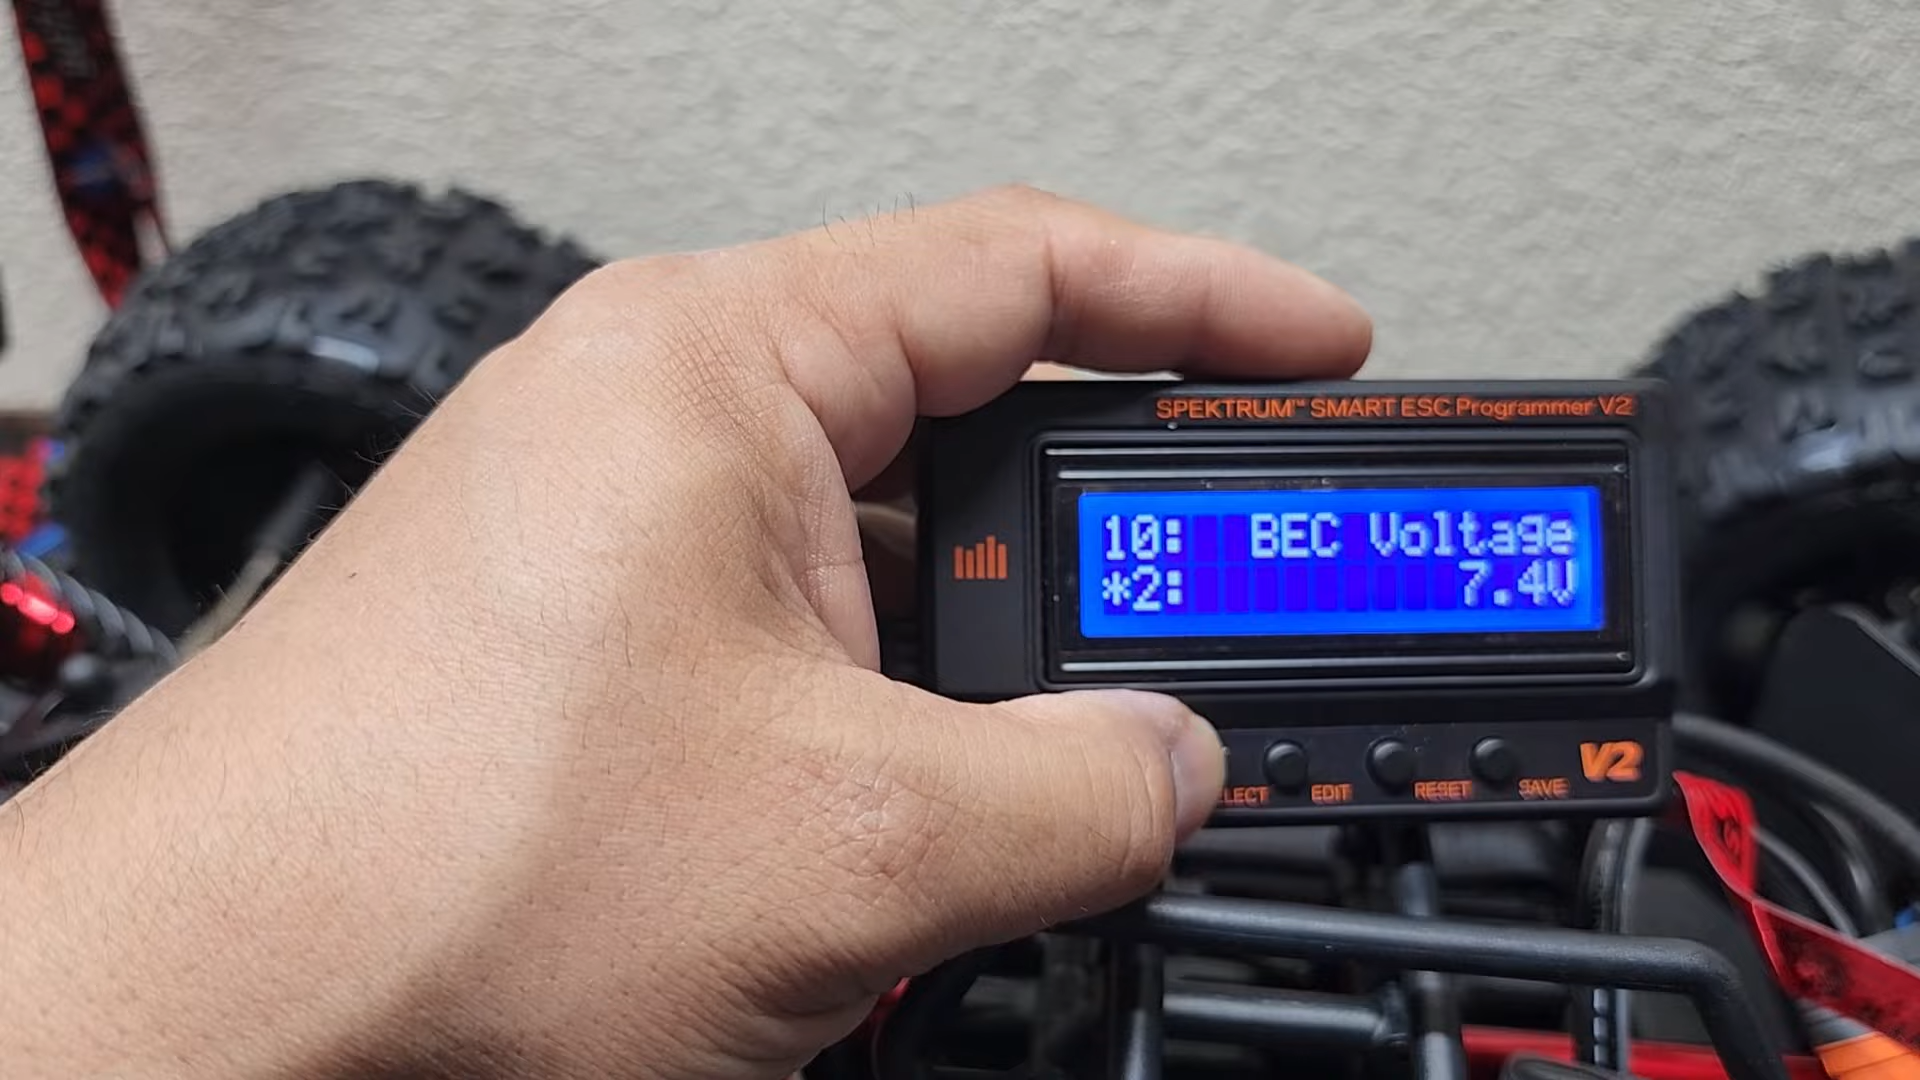 SPEKTRUM™ SMART ESC Programmer V2
10: BEC Voltage
*2: 7.4V
EDIT RESET SAVE
V2